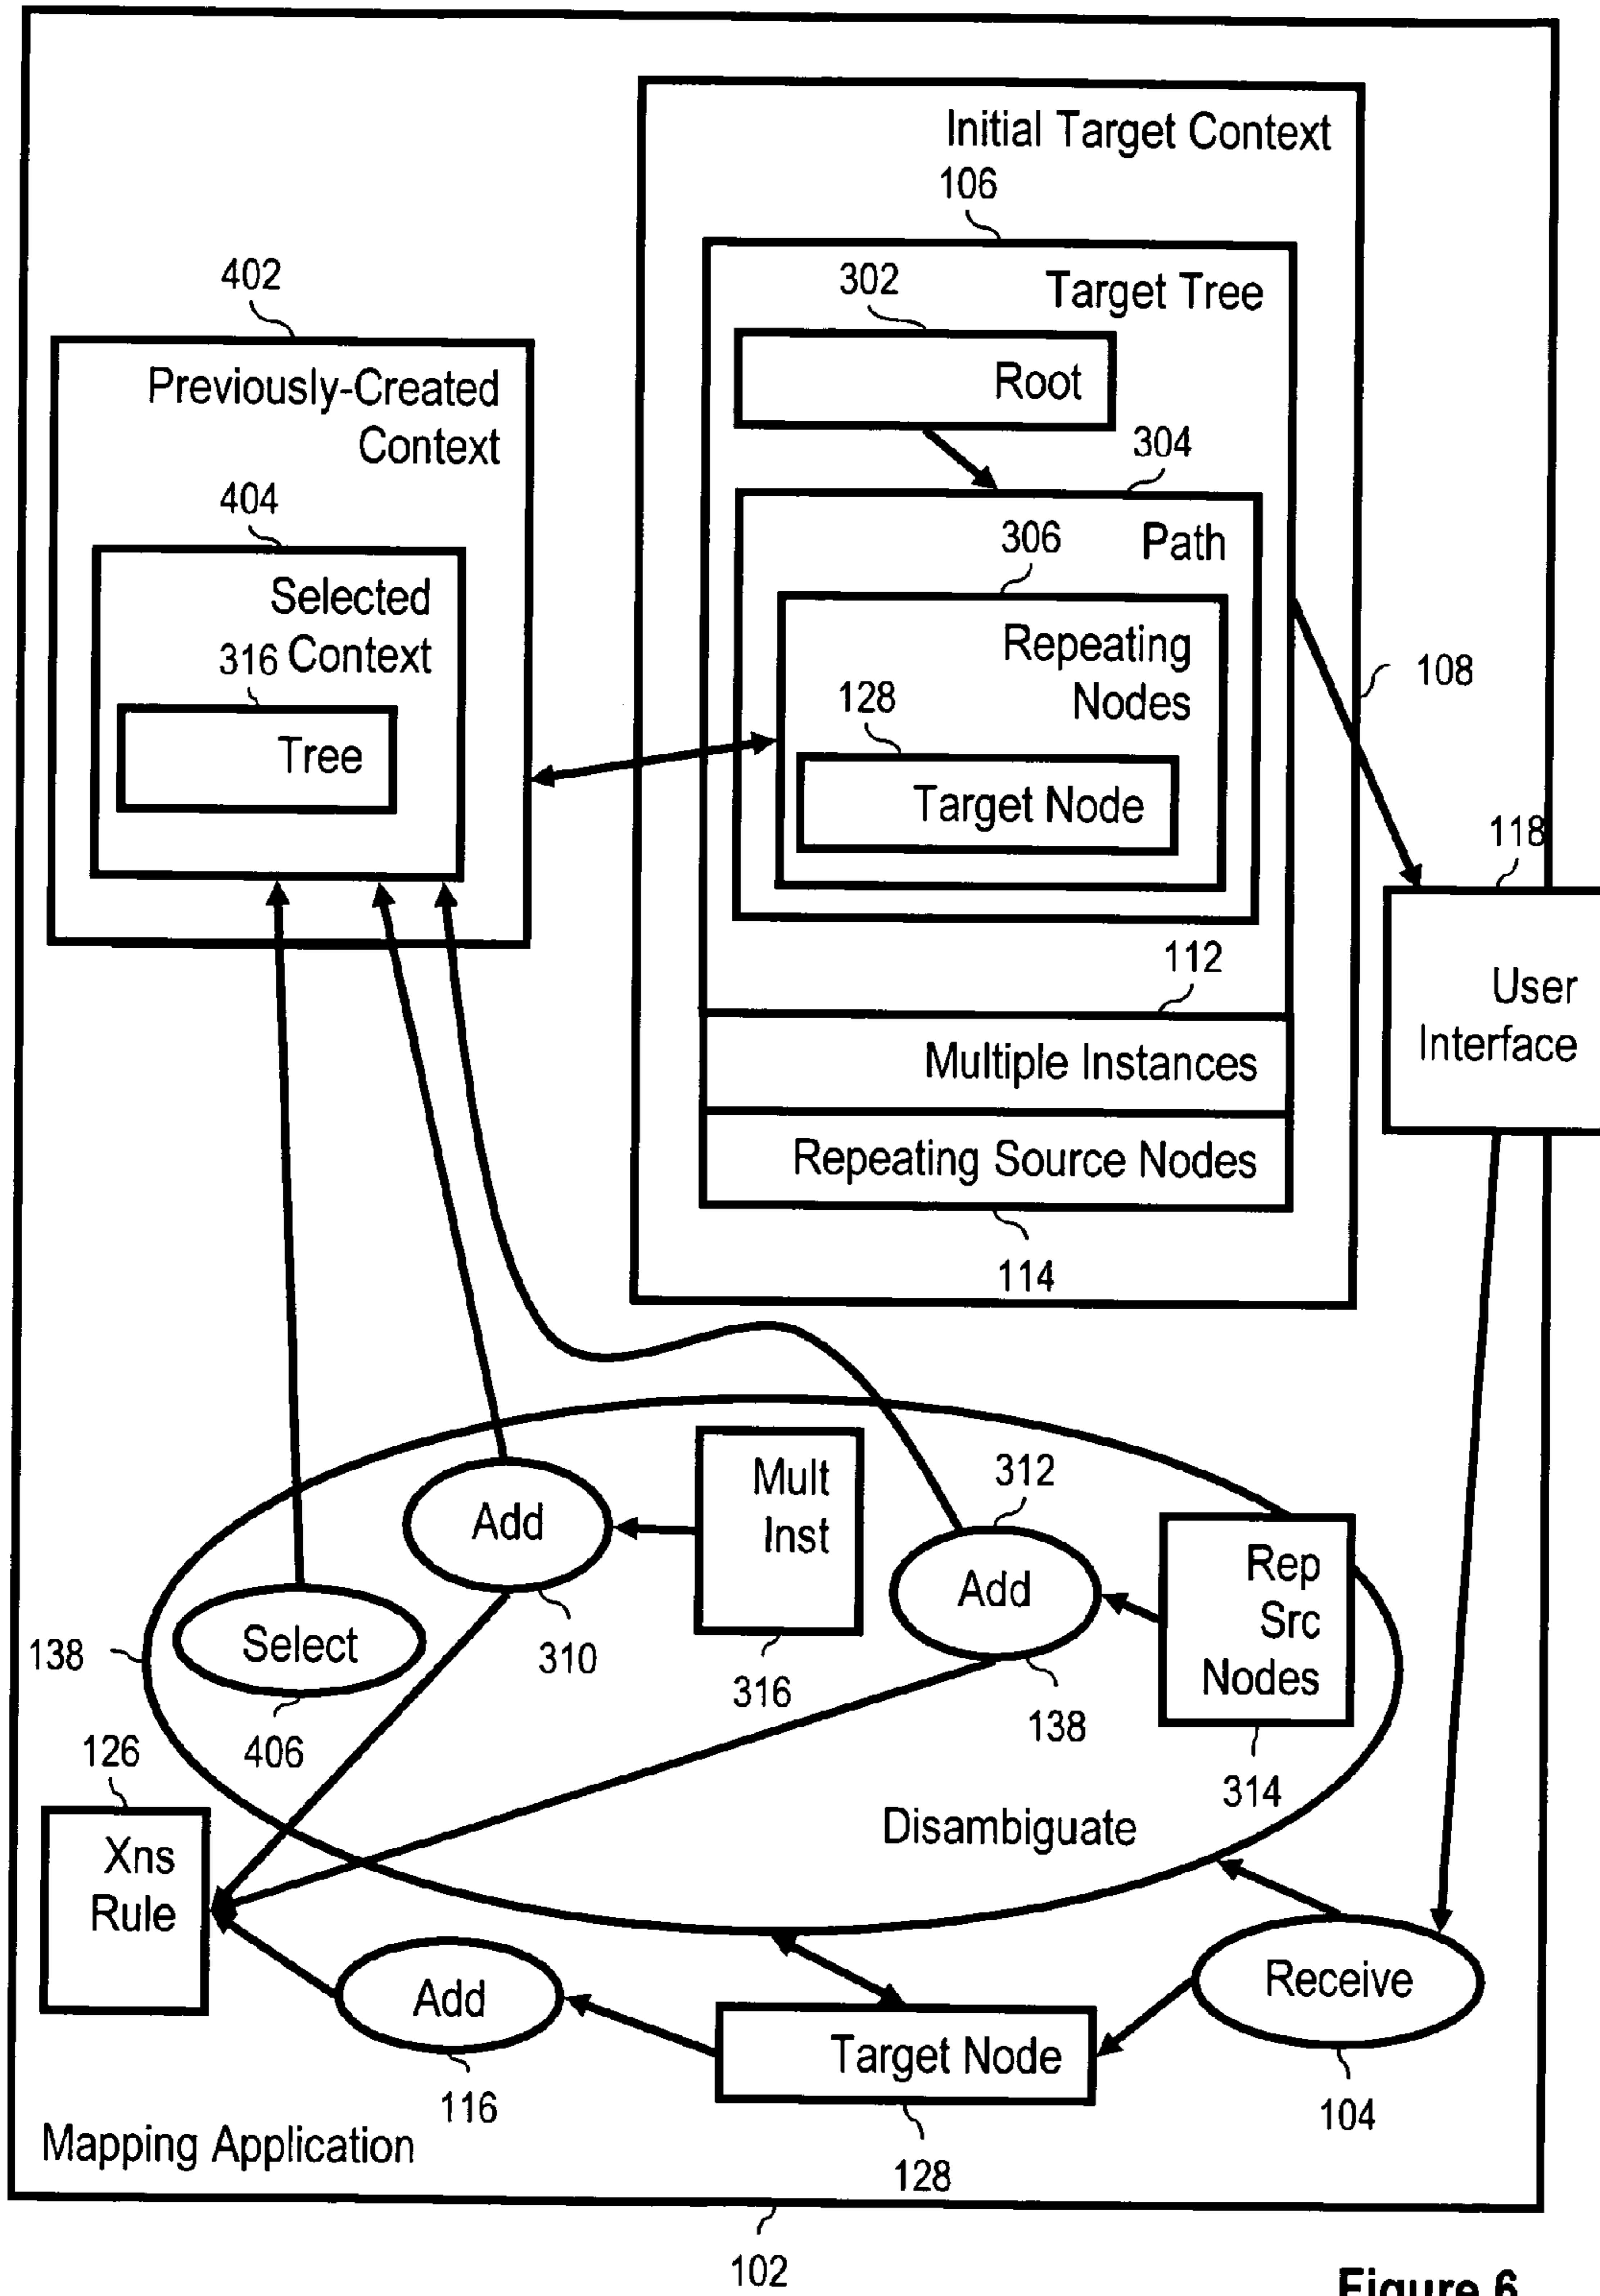 Initial Target Context
106
Target Tree
302
Root
304
Path
306
Repeating
Nodes
128
Target Node
112
Multiple Instances
Repeating Source Nodes
114
108
118
User
Interface
402
Previously-Created
Context
404
Selected
Context
316
Tree
Add
310
Mult
Inst
316
312
Add
138
Rep
Src
Nodes
314
138
Select
406
Disambiguate
126
Xns
Rule
Add
116
Target Node
128
Receive
104
Mapping Application
102
Figure 6